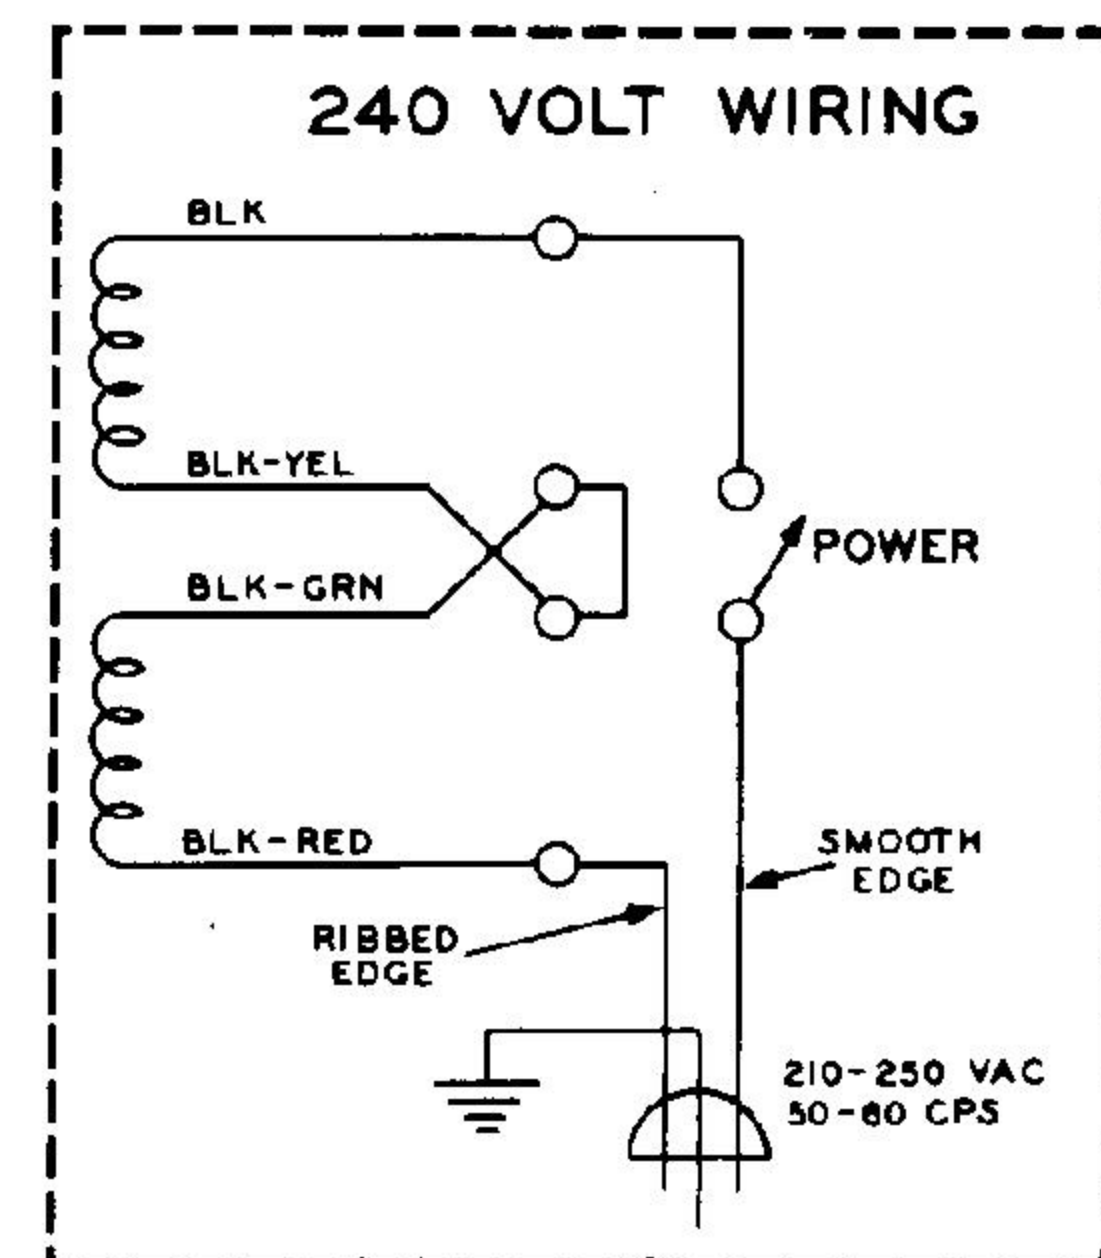 240 VOLT WIRING
BLK
BLK-YEL
POWER
BLK-GRN
BLK-RED
SMOOTH
EDGE
RIBBED
EDGE
210-250 VAC
50-60 CPS